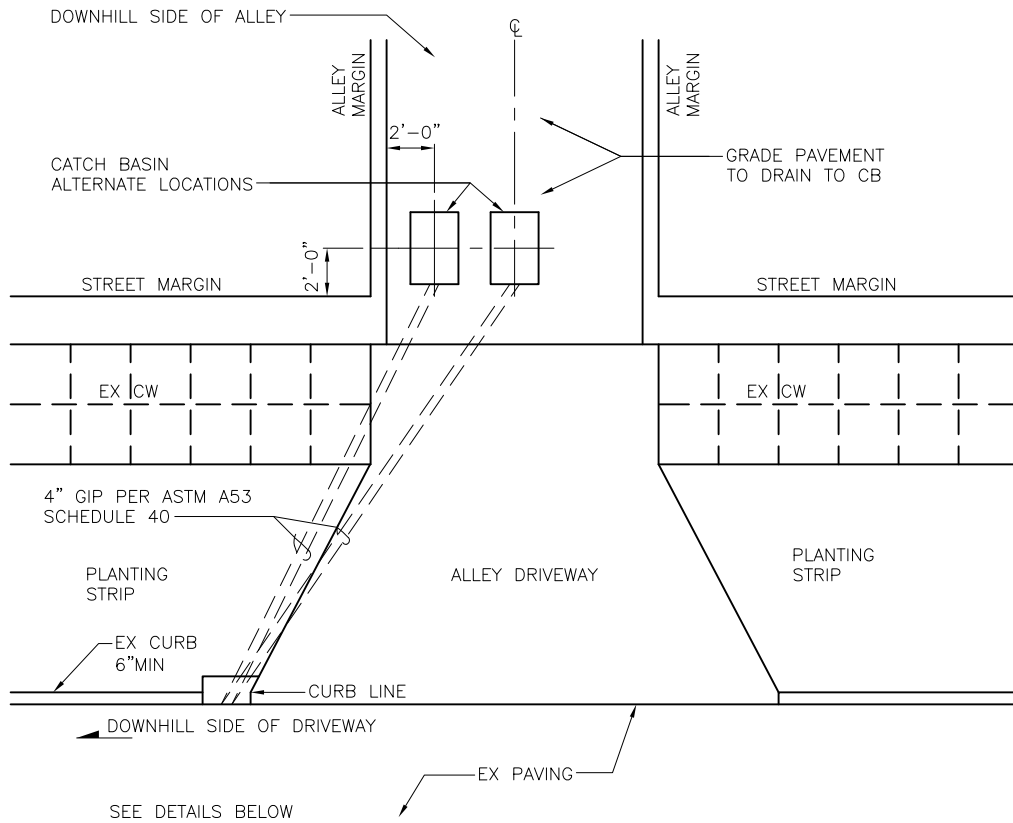 DOWNHILL SIDE OF ALLEY
℄
ALLEY
MARGIN
ALLEY
MARGIN
2'-0"
CATCH BASIN
ALTERNATE LOCATIONS
GRADE PAVEMENT
TO DRAIN TO CB
2'-0"
STREET MARGIN
STREET MARGIN
EX CW
EX CW
4" GIP PER ASTM A53
SCHEDULE 40
PLANTING
STRIP
ALLEY DRIVEWAY
PLANTING
STRIP
EX CURB
6"MIN
CURB LINE
DOWNHILL SIDE OF DRIVEWAY
EX PAVING
SEE DETAILS BELOW